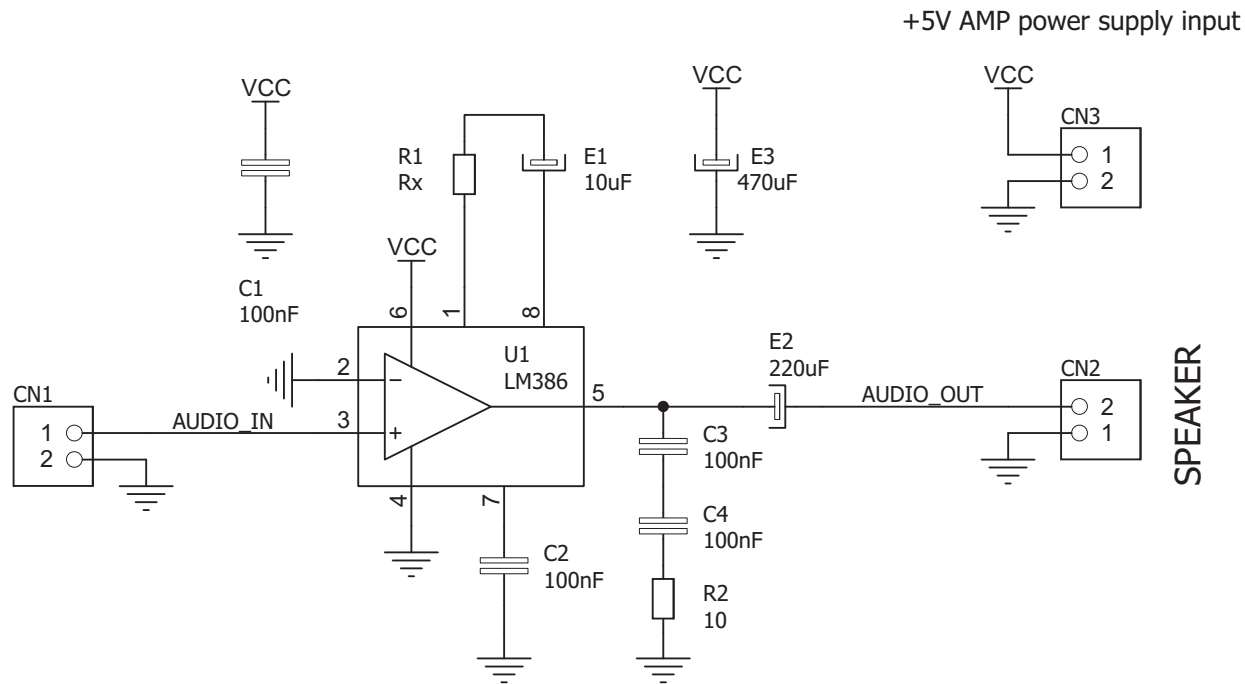 +5V AMP power supply input
VCC
VCC
VCC
CN3
R1
Rx
E1
10uF
E3
470uF
1
2
VCC
C1
100nF
6
1
8
U1
LM386
2
3
5
4
7
CN1
1
2
AUDIO_IN
−
+
E2
220uF
AUDIO_OUT
CN2
2
1
SPEAKER
C3
100nF
C4
100nF
C2
100nF
R2
10